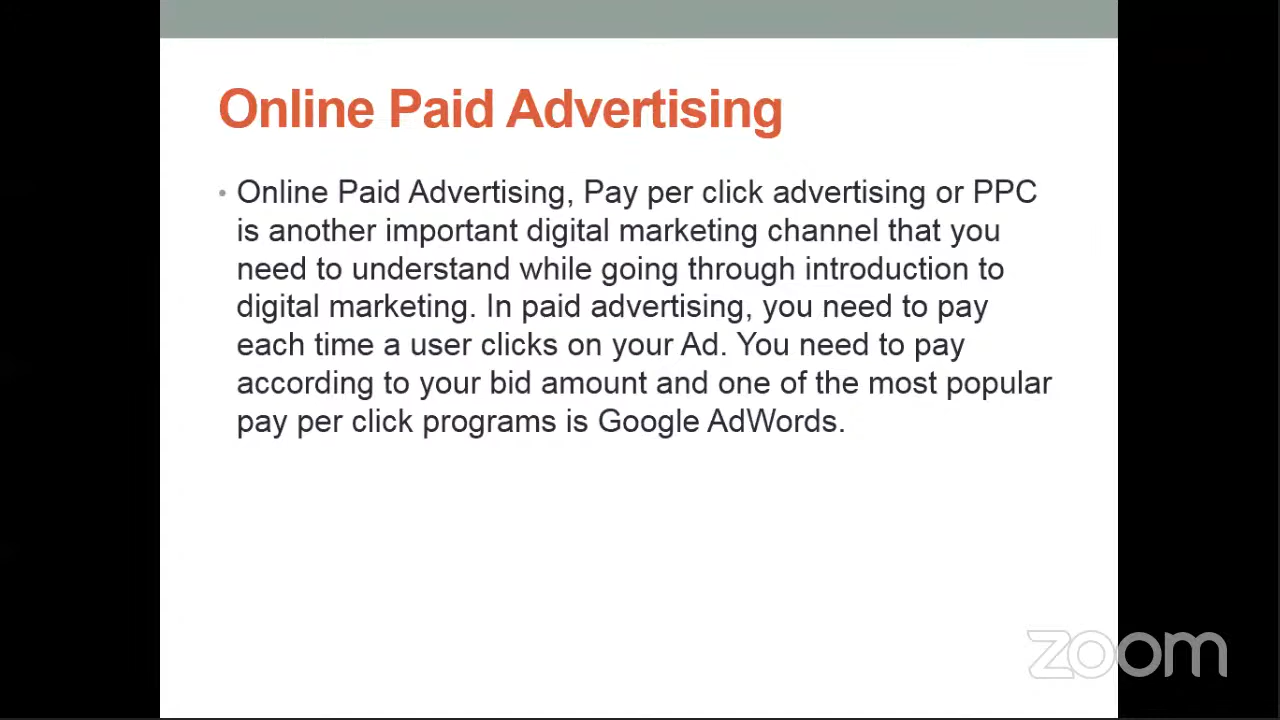 Online Paid Advertising
• Online Paid Advertising, Pay per click advertising or PPC
is another important digital marketing channel that you
need to understand while going through introduction to
digital marketing. In paid advertising, you need to pay
each time a user clicks on your Ad. You need to pay
according to your bid amount and one of the most popular
pay per click programs is Google AdWords.
zoom